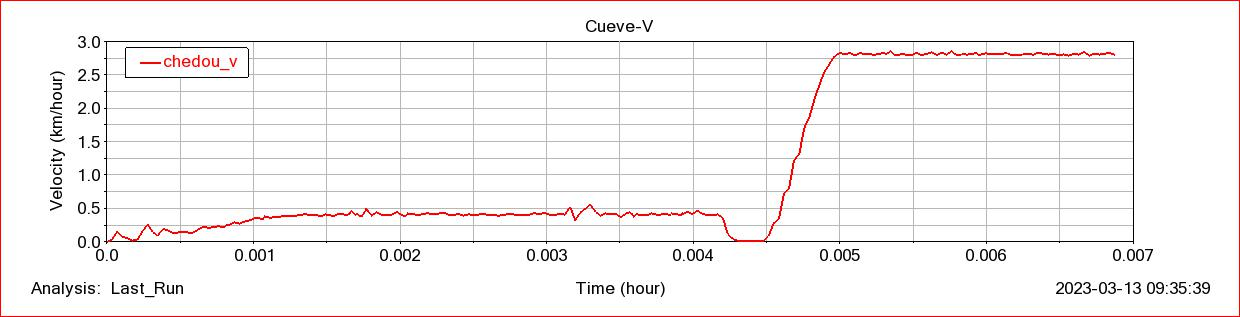 Cueve-V
chedou_v
Velocity (km/hour)
3.0
2.5
2.0
1.5
1.0
0.5
0.0
0.0 0.001 0.002 0.003 0.004 0.005 0.006 0.007
Analysis: Last_Run Time (hour) 2023-03-13 09:35:39